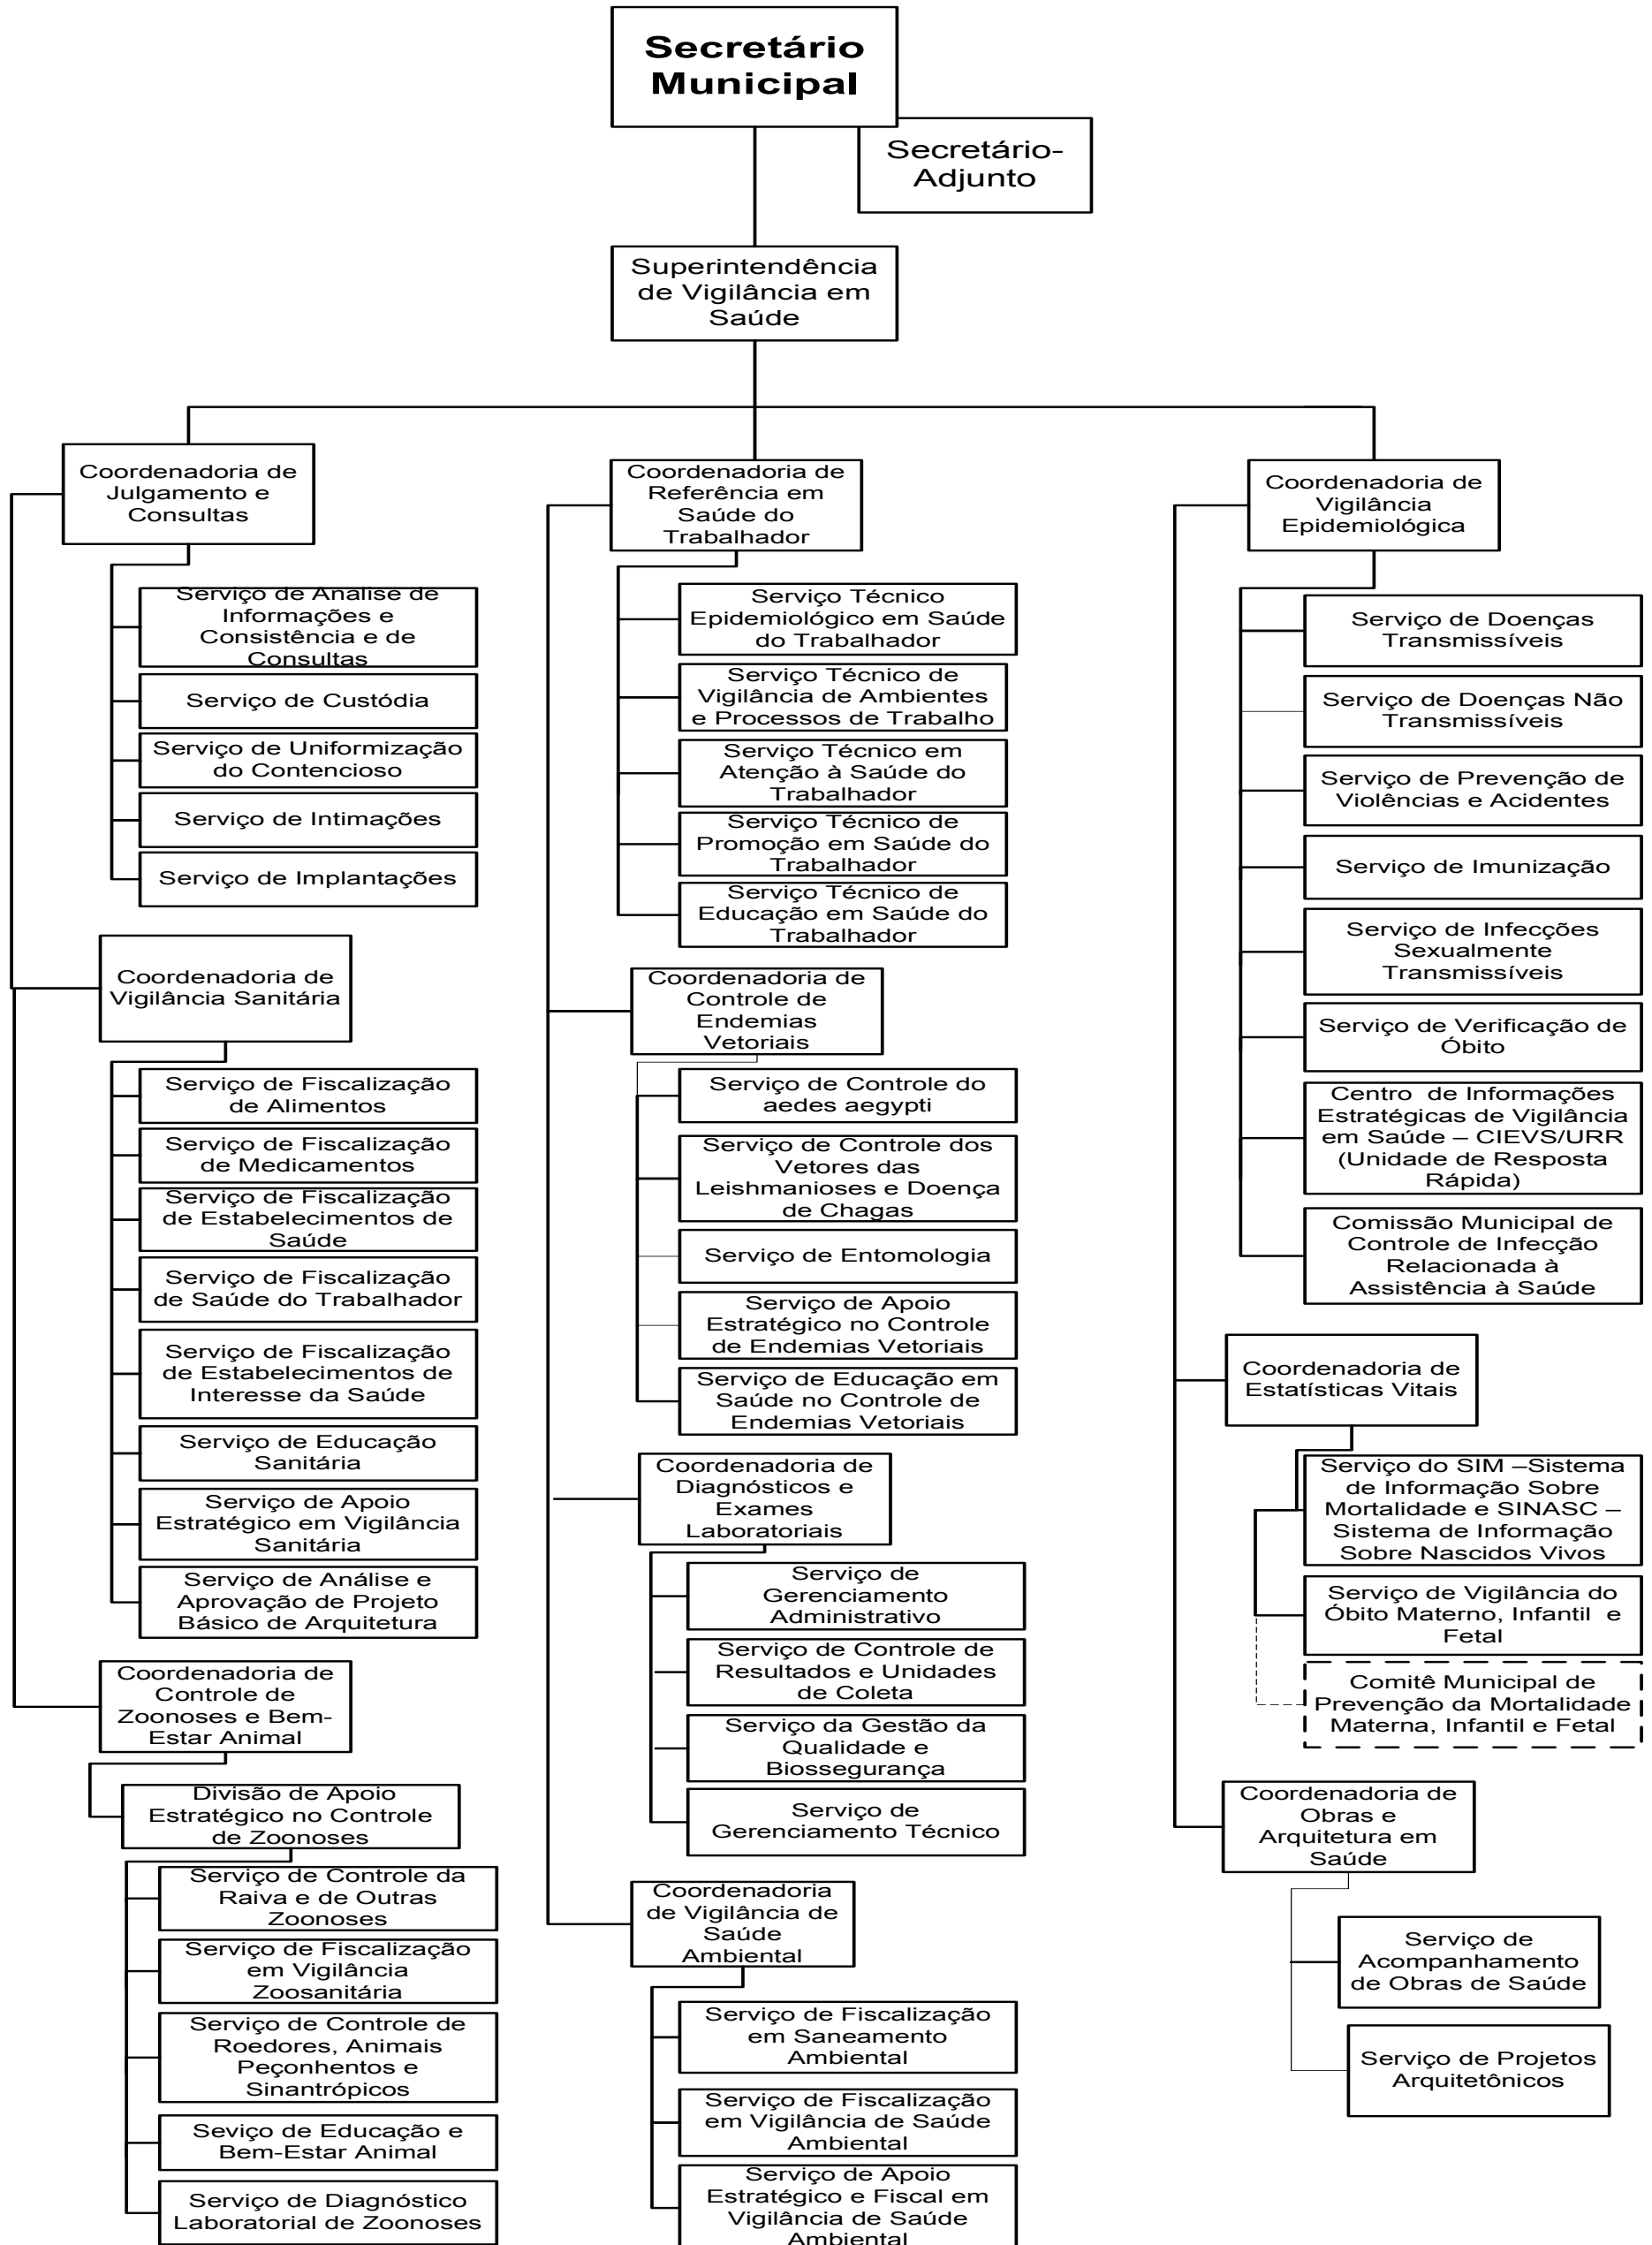 Secretário
Municipal
Secretário-
Adjunto
Superintendência
de Vigilância em
Saúde
Coordenadoria de
Julgamento e
Consultas
Serviço de Analise de
Informações e
Consistência e de
Consultas
Serviço de Custódia
Serviço de Uniformização
do Contencioso
Serviço de Intimações
Serviço de Implantações
Coordenadoria de
Vigilância Sanitária
Serviço de Fiscalização
de Alimentos
Serviço de Fiscalização
de Medicamentos
Serviço de Fiscalização
de Estabelecimentos de
Saúde
Serviço de Fiscalização
de Saúde do Trabalhador
Serviço de Fiscalização
de Estabelecimentos de
Interesse da Saúde
Serviço de Educação
Sanitária
Serviço de Apoio
Estratégico em Vigilância
Sanitária
Serviço de Análise e
Aprovação de Projeto
Básico de Arquitetura
Coordenadoria de
Controle de
Zoonoses e Bem-
Estar Animal
Divisão de Apoio
Estratégico no Controle
de Zoonoses
Serviço de Controle da
Raiva e de Outras
Zoonoses
Serviço de Fiscalização
em Vigilância
Zoosanitária
Serviço de Controle de
Roedores, Animais
Peçonhentos e
Sinantrópicos
Seviço de Educação e
Bem-Estar Animal
Serviço de Diagnóstico
Laboratorial de Zoonoses
Coordenadoria de
Referência em
Saúde do
Trabalhador
Serviço Técnico
Epidemiológico em Saúde
do Trabalhador
Serviço Técnico de
Vigilância de Ambientes
e Processos de Trabalho
Serviço Técnico em
Atenção à Saúde do
Trabalhador
Serviço Técnico de
Promoção em Saúde do
Trabalhador
Serviço Técnico de
Educação em Saúde do
Trabalhador
Coordenadoria de
Controle de
Endemias
Vetoriais
Serviço de Controle do
aedes aegypti
Serviço de Controle dos
Vetores das
Leishmanioses e Doença
de Chagas
Serviço de Entomologia
Serviço de Apoio
Estratégico no Controle
de Endemias Vetoriais
Serviço de Educação em
Saúde no Controle de
Endemias Vetoriais
Coordenadoria de
Diagnósticos e
Exames
Laboratoriais
Serviço de
Gerenciamento
Administrativo
Serviço de Controle de
Resultados e Unidades
de Coleta
Serviço da Gestão da
Qualidade e
Biossegurança
Serviço de
Gerenciamento Técnico
Coordenadoria
de Vigilância de
Saúde
Ambiental
Serviço de Fiscalização
em Saneamento
Ambiental
Serviço de Fiscalização
em Vigilância de Saúde
Ambiental
Serviço de Apoio
Estratégico e Fiscal em
Vigilância de Saúde
Ambiental
Coordenadoria de
Vigilância
Epidemiológica
Serviço de Doenças
Transmissíveis
Serviço de Doenças Não
Transmissíveis
Serviço de Prevenção de
Violências e Acidentes
Serviço de Imunização
Serviço de Infecções
Sexualmente
Transmissíveis
Serviço de Verificação de
Óbito
Centro de Informações
Estratégicas de Vigilância
em Saúde – CIEVS/URR
(Unidade de Resposta
Rápida)
Comissão Municipal de
Controle de Infecção
Relacionada à
Assistência à Saúde
Coordenadoria de
Estatísticas Vitais
Serviço do SIM –Sistema
de Informação Sobre
Mortalidade e SINASC –
Sistema de Informação
Sobre Nascidos Vivos
Serviço de Vigilância do
Óbito Materno, Infantil e
Fetal
Comitê Municipal de
Prevenção da Mortalidade
Materna, Infantil e Fetal
Coordenadoria de
Obras e
Arquitetura em
Saúde
Serviço de
Acompanhamento
de Obras de Saúde
Serviço de Projetos
Arquitetônicos